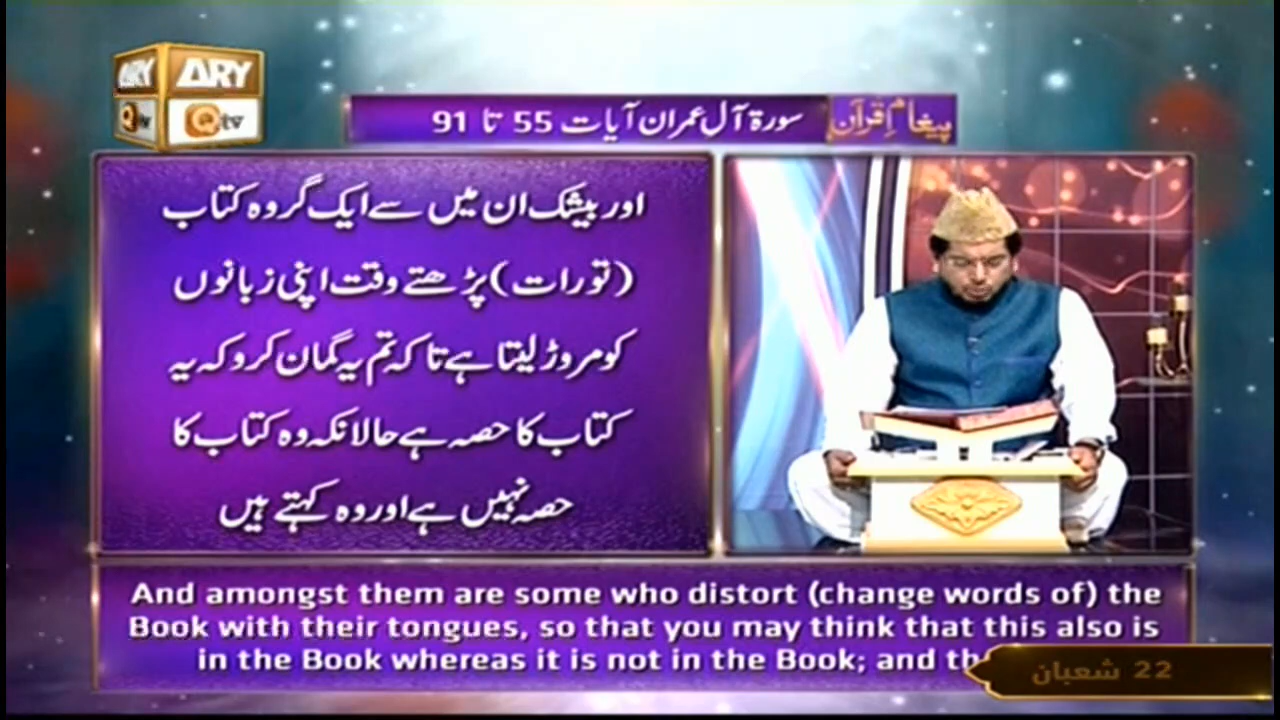 ARY ARY
Q tv Qtv
پیغامِ قرآن سورۃ آل عمران آیات 55 تا 91
اور بیشک ان میں سے ایک گروہ کتاب
(تورات) پڑھتے وقت اپنی زبانوں
کو مروڑ لیتا ہے تاکہ تم یہ گمان کرو کہ یہ
کتاب کا حصہ ہے حالانکہ وہ کتاب کا
حصہ نہیں ہے اور وہ کہتے ہیں
And amongst them are some who distort (change words of) the
Book with their tongues, so that you may think that this also is
in the Book whereas it is not in the Book; and th
22 شعبان